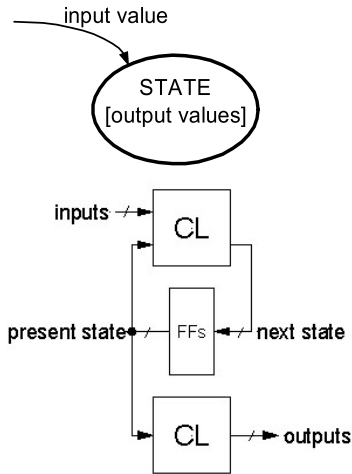 input value
STATE
[output values]
inputs
CL
present state
FFs
next state
CL
outputs